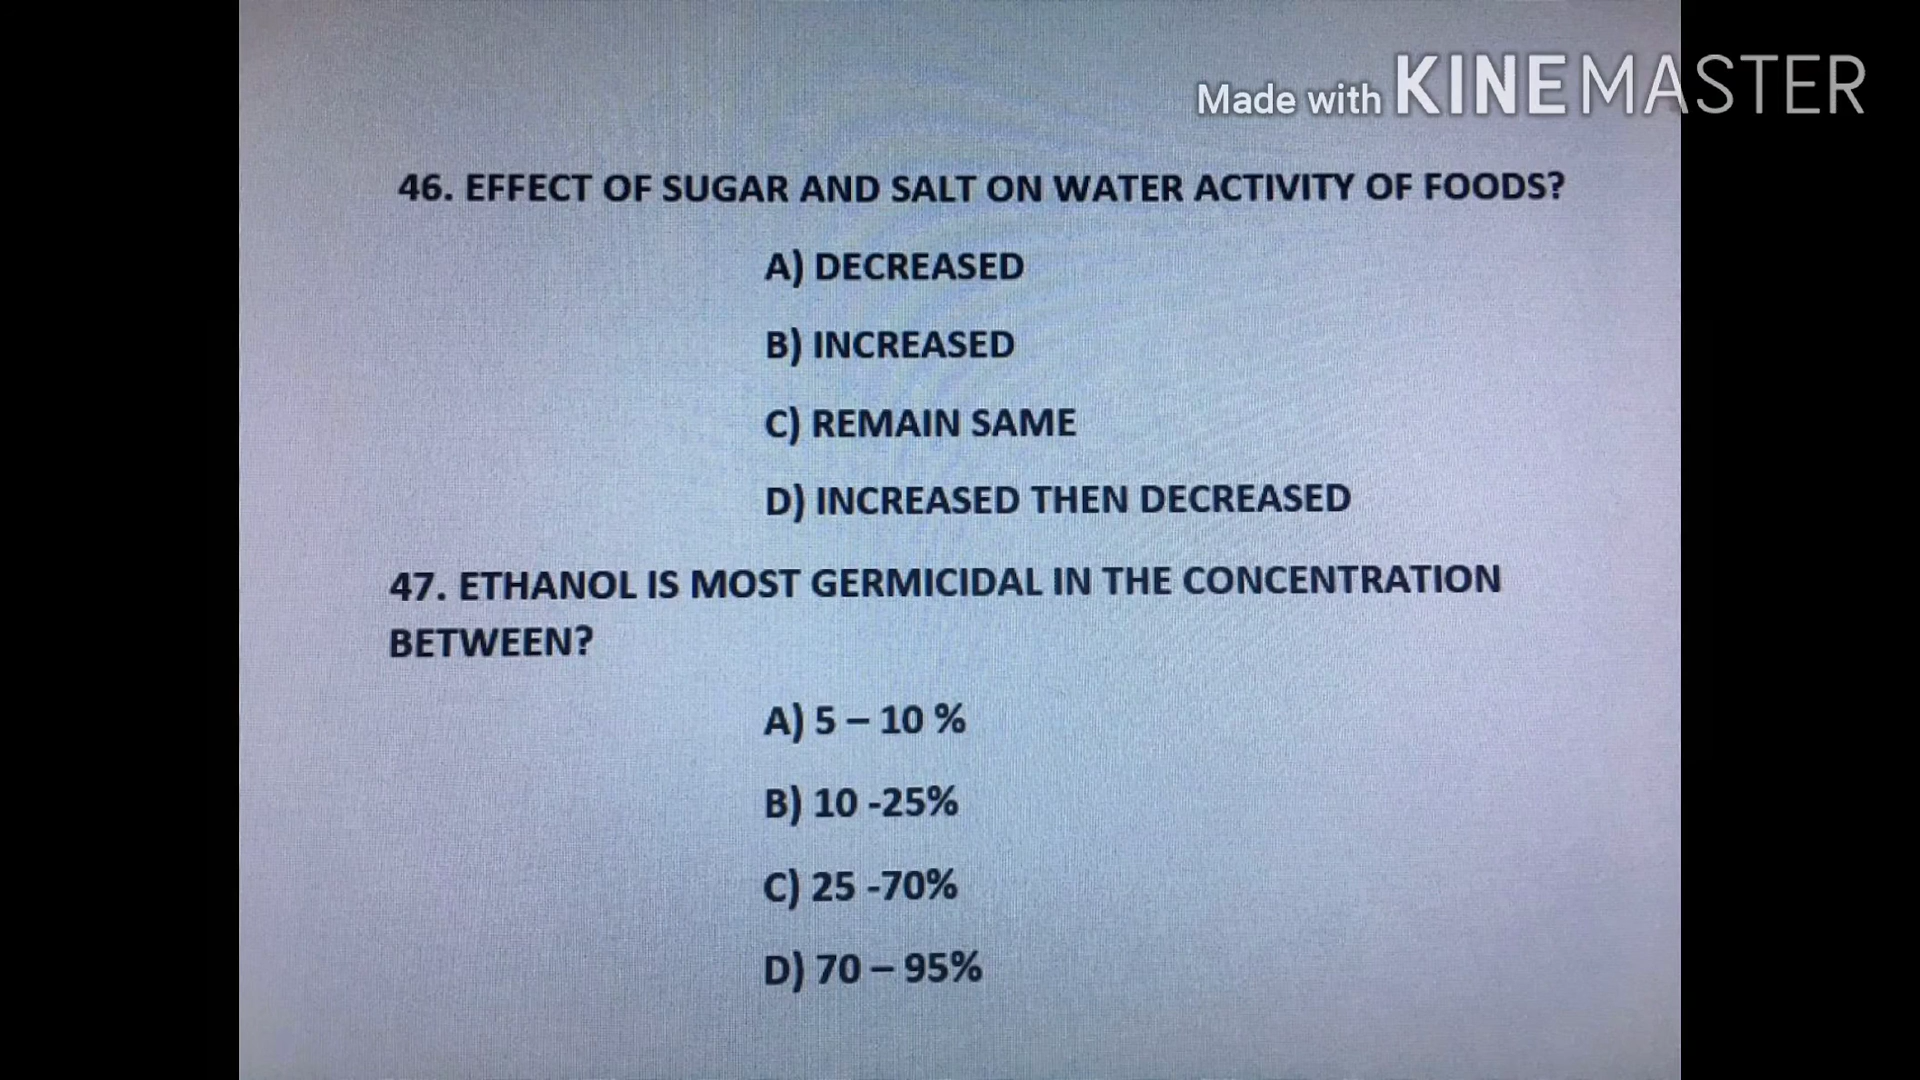 Made with KINEMASTER
46. EFFECT OF SUGAR AND SALT ON WATER ACTIVITY OF FOODS?
A) DECREASED
B) INCREASED
C) REMAIN SAME
D) INCREASED THEN DECREASED
47. ETHANOL IS MOST GERMICIDAL IN THE CONCENTRATION
BETWEEN?
A) 5 – 10 %
B) 10 -25%
C) 25 -70%
D) 70 – 95%